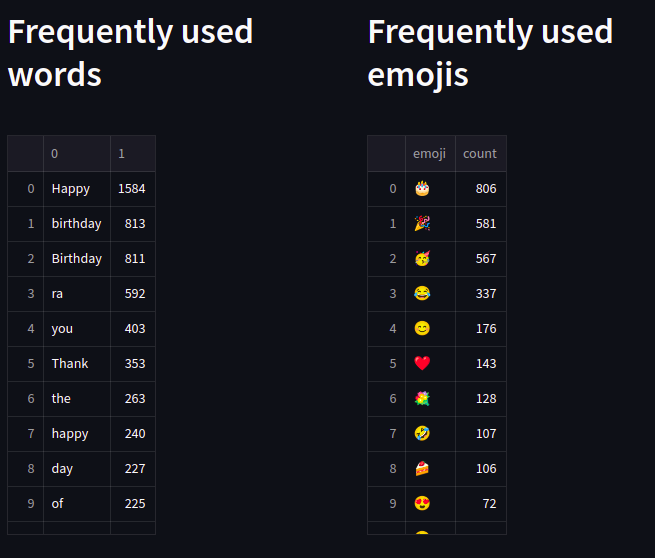 Frequently used
words
0 1
0 Happy 1584
1 birthday 813
2 Birthday 811
3 ra 592
4 you 403
5 Thank 353
6 the 263
7 happy 240
8 day 227
9 of 225
Frequently used
emojis
emoji count
0 🎂 806
1 🎉 581
2 🥳 567
3 😂 337
4 😊 176
5 ❤️ 143
6 💐 128
7 🤣 107
8 🍰 106
9 😍 72